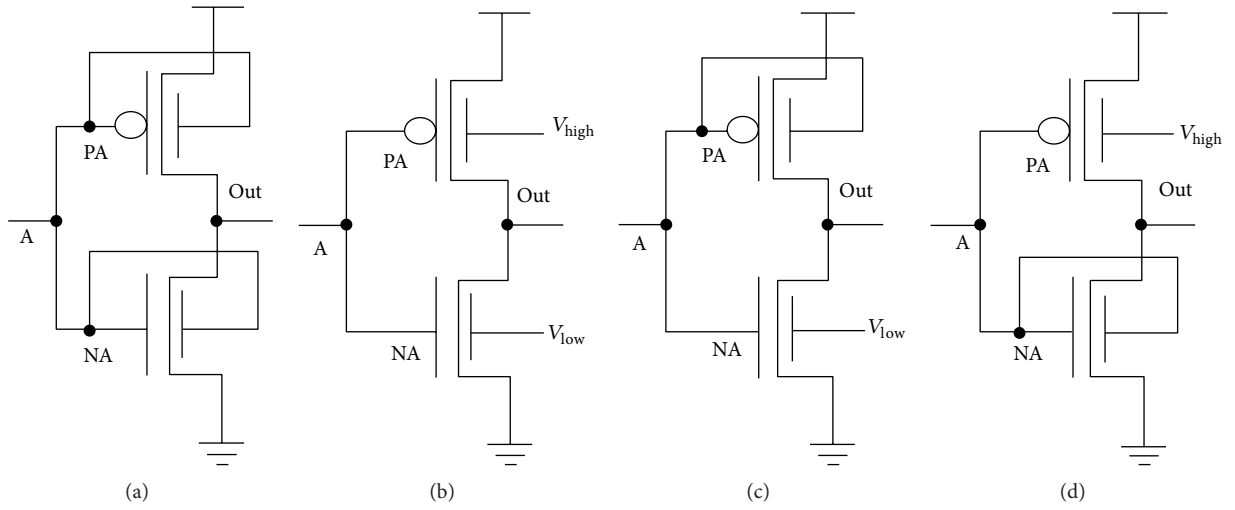 PA
Out
A
NA
(a)
PA
V_high
Out
A
NA
V_low
(b)
PA
Out
A
NA
V_low
(c)
PA
V_high
Out
A
NA
(d)